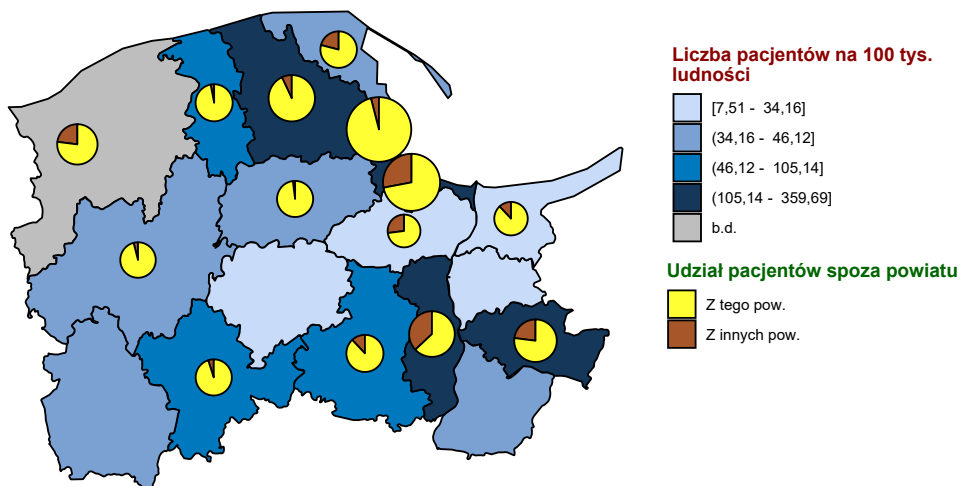 Liczba pacjentów na 100 tys.
ludności
[7,51 - 34,16]
(34,16 - 46,12]
(46,12 - 105,14]
(105,14 - 359,69]
b.d.
Udział pacjentów spoza powiatu
Z tego pow.
Z innych pow.